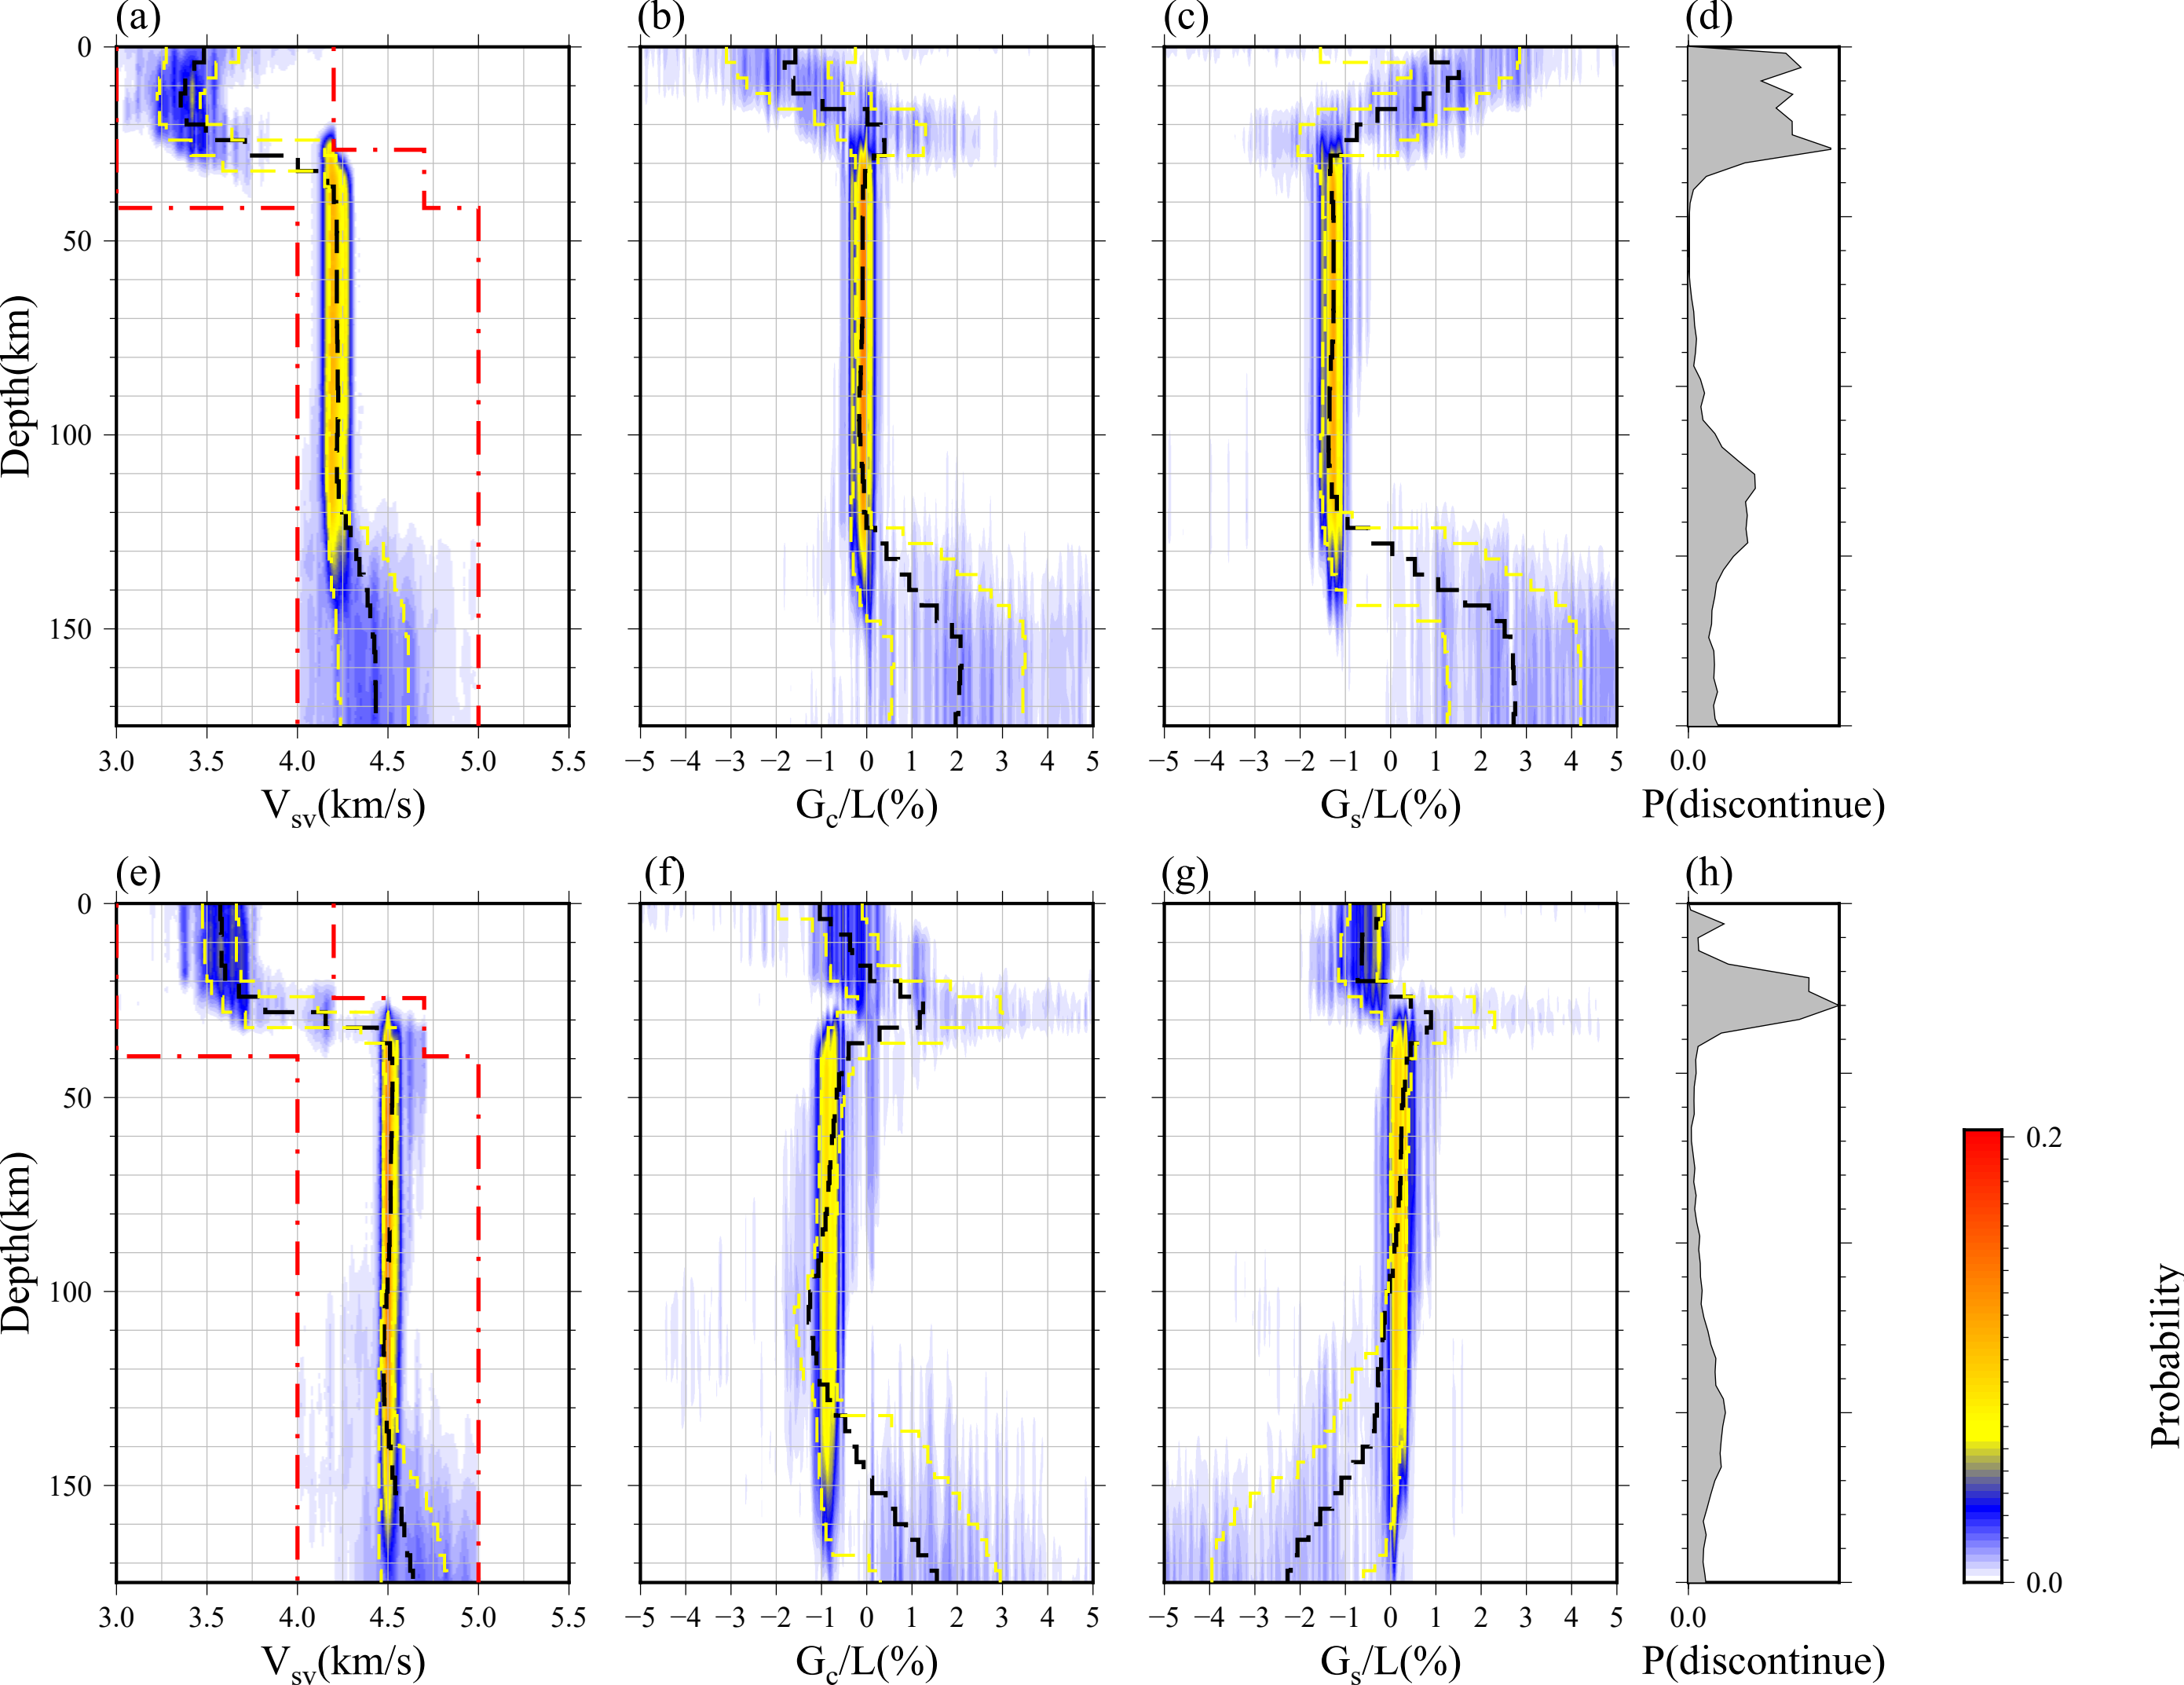 (a) (b) (c) (d)
0
50
100
150
Depth(km)
3.0 3.5 4.0 4.5 5.0 5.5
−5 −4 −3 −2 −1 0 1 2 3 4 5
−5 −4 −3 −2 −1 0 1 2 3 4 5
0.0
Vsv(km/s) Gc/L(%) Gs/L(%) P(discontinue)
(e) (f) (g) (h)
0
50
100
150
Depth(km)
3.0 3.5 4.0 4.5 5.0 5.5
−5 −4 −3 −2 −1 0 1 2 3 4 5
−5 −4 −3 −2 −1 0 1 2 3 4 5
0.0
Vsv(km/s) Gc/L(%) Gs/L(%) P(discontinue)
0.2
0.0
Probability